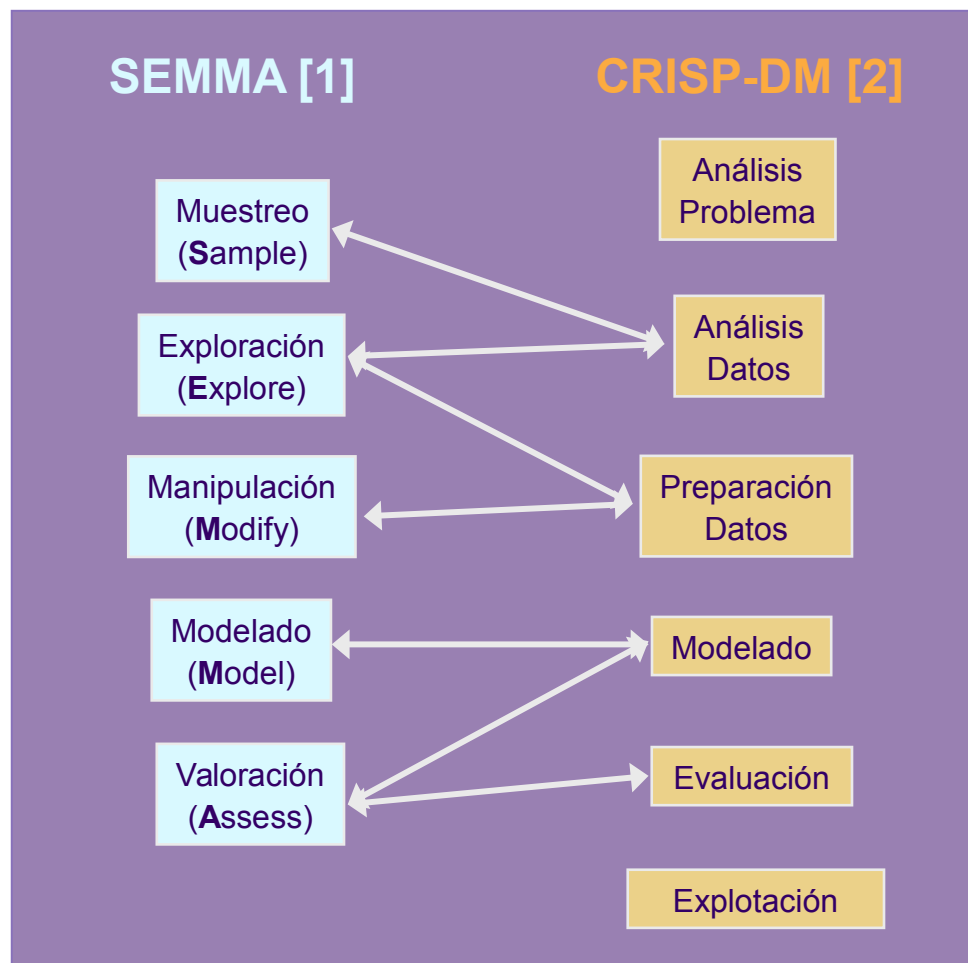 SEMMA [1]
CRISP-DM [2]
Muestreo
(Sample)
Exploración
(Explore)
Manipulación
(Modify)
Modelado
(Model)
Valoración
(Assess)
Análisis
Problema
Análisis
Datos
Preparación
Datos
Modelado
Evaluación
Explotación